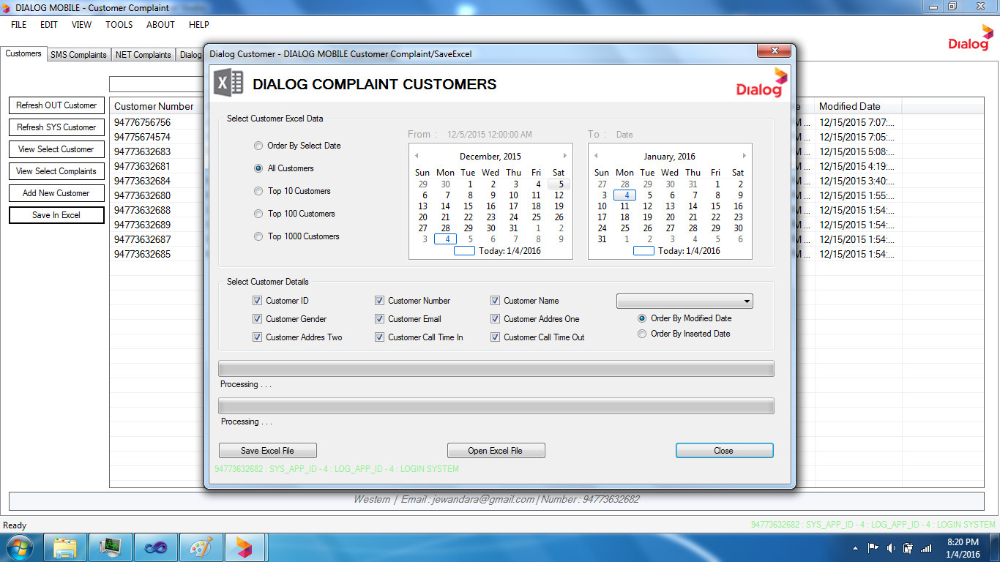 DIALOG MOBILE - Customer Complaint
FILE EDIT VIEW TOOLS ABOUT HELP
Dialog
Customers SMS Complaints NET Complaints Dialog
Refresh OUT Customer
Refresh SYS Customer
View Select Customer
View Select Complaints
Add New Customer
Save In Excel
Customer Number
94776756756
94775674574
94773632683
94773632681
94773632684
94773632680
94773632688
94773632689
94773632687
94773632685
Dialog Customer - DIALOG MOBILE Customer Complaint/SaveExcel
X DIALOG COMPLAINT CUSTOMERS
Dialog
Select Customer Excel Data
Order By Select Date
All Customers
Top 10 Customers
Top 100 Customers
Top 1000 Customers
From : 12/5/2015 12:00:00 AM
December, 2015
Sun Mon Tue Wed Thu Fri Sat
29 30 1 2 3 4 5
6 7 8 9 10 11 12
13 14 15 16 17 18 19
20 21 22 23 24 25 26
27 28 29 30 31 1 2
3 4 5 6 7 8 9
Today: 1/4/2016
To : Date
January, 2016
Sun Mon Tue Wed Thu Fri Sat
27 28 29 30 31 1 2
3 4 5 6 7 8 9
10 11 12 13 14 15 16
17 18 19 20 21 22 23
24 25 26 27 28 29 30
31 1 2 3 4 5 6
Today: 1/4/2016
Select Customer Details
Customer ID Customer Number Customer Name
Customer Gender Customer Email Customer Addres One Order By Modified Date
Customer Addres Two Customer Call Time In Customer Call Time Out Order By Inserted Date
Processing . . .
Processing . . .
Save Excel File Open Excel File Close
94773632682 : SYS_APP_ID - 4 : LOG_APP_ID - 4 : LOGIN SYSTEM
e Modified Date
M ... 12/15/2015 7:07:...
M ... 12/15/2015 7:05:...
M ... 12/15/2015 5:08:...
M ... 12/15/2015 4:19:...
M ... 12/15/2015 3:40:...
M ... 12/15/2015 1:55:...
M ... 12/15/2015 1:54:...
M ... 12/15/2015 1:54:...
M ... 12/15/2015 1:54:...
M ... 12/15/2015 1:54:...
Western | Email : jewandara@gmail.com | Number : 94773632682
Ready
94773632682 : SYS_APP_ID - 4 : LOG_APP_ID - 4 : LOGIN SYSTEM
8:20 PM
1/4/2016